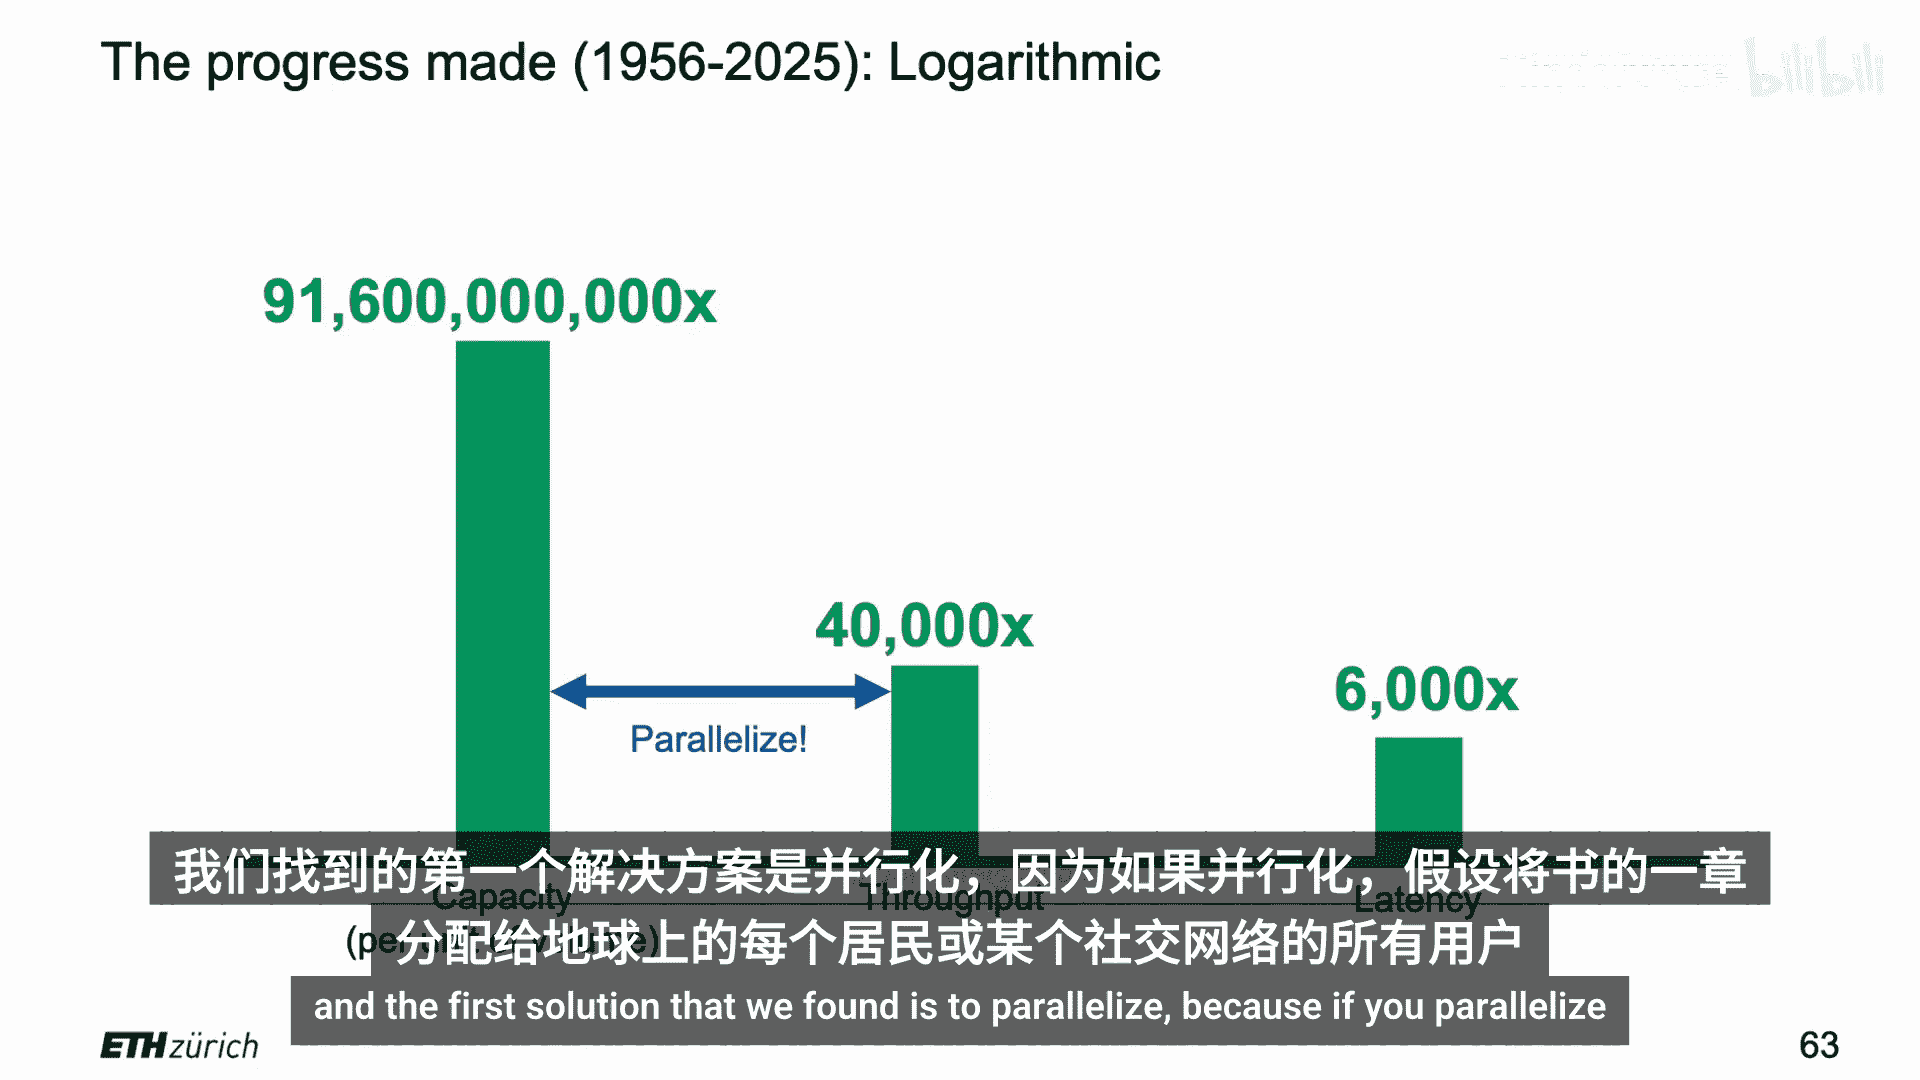 The progress made (1956-2025): Logarithmic
bilibili
91,600,000,000x
40,000x
6,000x
Parallelize!
Capacity
Throughput
Latency
我们找到的第一个解决方案是并行化，因为如果并行化，假设将书的一章
分配给地球上的每个居民或某个社交网络的所有用户
and the first solution that we found is to parallelize, because if you parallelize
ETH zürich
63